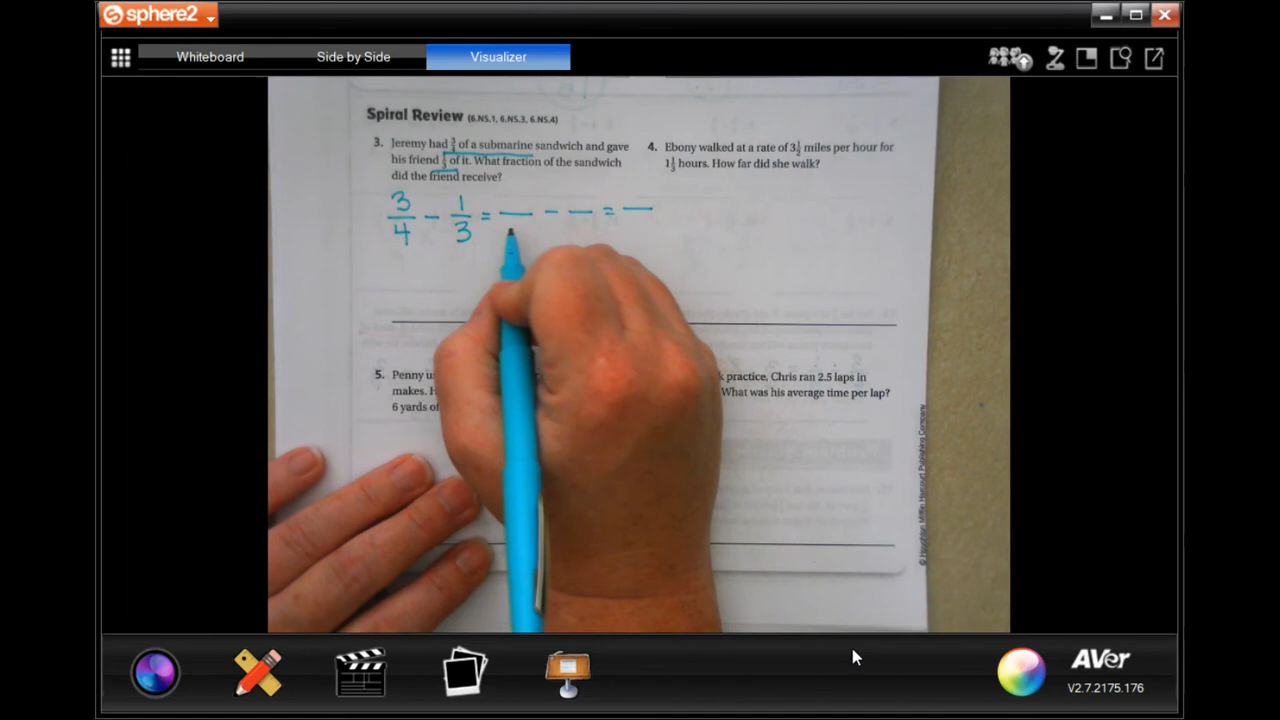 sphere2
Whiteboard Side by Side Visualizer
Spiral Review (6.NS.1, 6.NS.3, 6.NS.4)
3. Jeremy had 3/4 of a submarine sandwich and gave
his friend 1/3 of it. What fraction of the sandwich
did the friend receive?
3/4 - 1/3 = __ - __ = __
4. Ebony walked at a rate of 3 1/2 miles per hour for
1 1/3 hours. How far did she walk?
5. Penny u
makes. H
6 yards of
practice, Chris ran 2.5 laps in
What was his average time per lap?
© Houghton Mifflin Harcourt Publishing Company
AVer
V2.7.2175.176